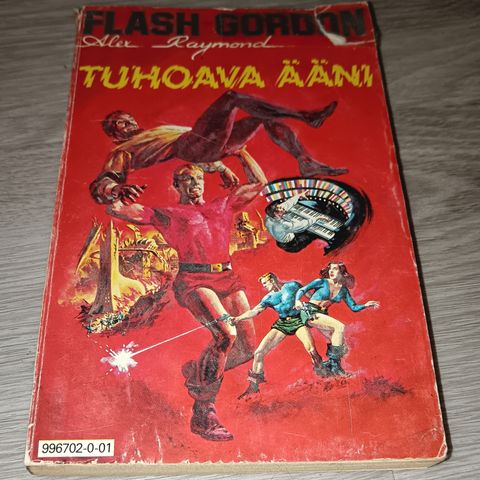 FLASH GORDON
Alex Raymond
TUHOAVA ÄÄNI
996702-0-01